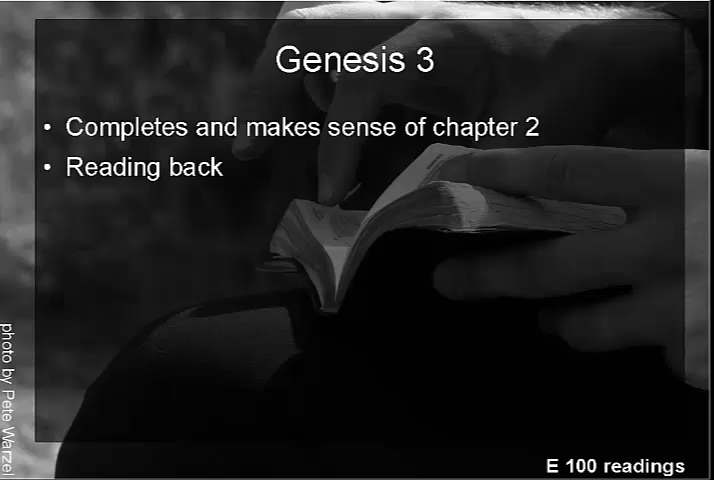 Genesis 3
• Completes and makes sense of chapter 2
• Reading back
photo by Pete Warzel
E 100 readings